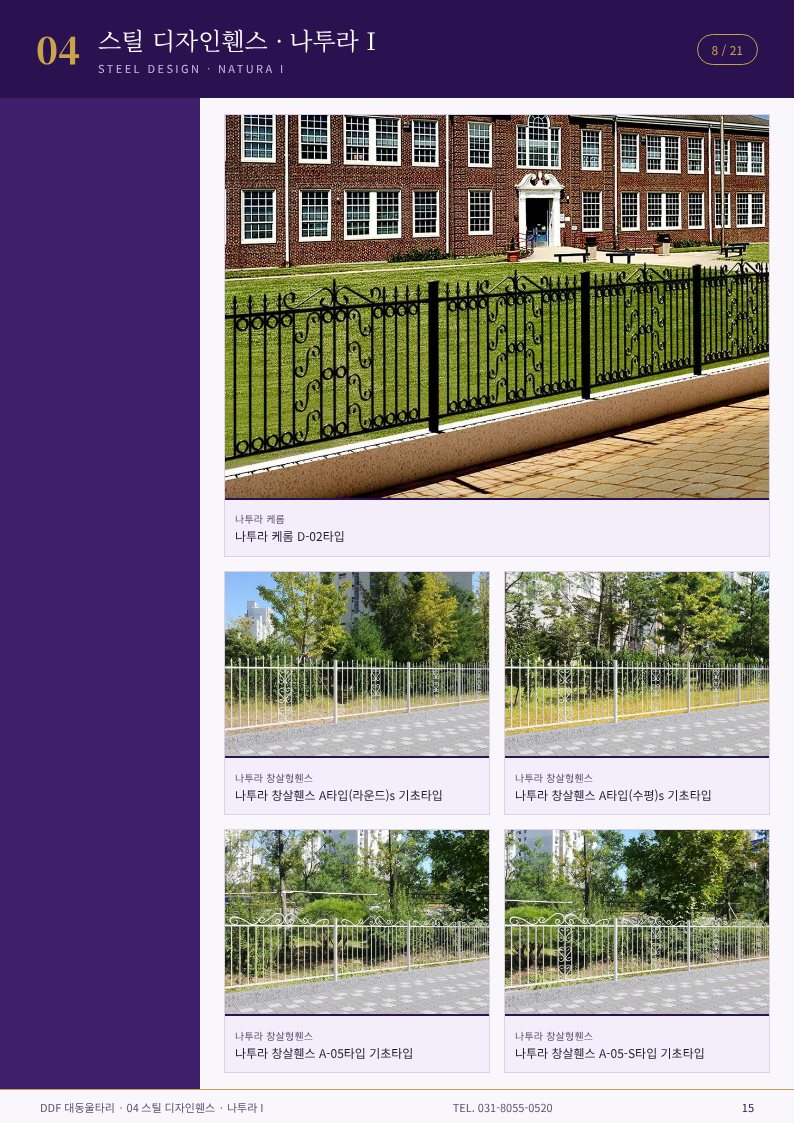 04
스틸 디자인휀스 · 나투라 I
STEEL DESIGN · NATURA I
8 / 21
나투라 케롬
나투라 케롬 D-02타입
나투라 창살형휀스
나투라 창살휀스 A타입(라운드)s 기초타입
나투라 창살형휀스
나투라 창살휀스 A타입(수평)s 기초타입
나투라 창살형휀스
나투라 창살휀스 A-05타입 기초타입
나투라 창살형휀스
나투라 창살휀스 A-05-S타입 기초타입
DDF 대동울타리 · 04 스틸 디자인휀스 · 나투라 I
TEL. 031-8055-0520
15